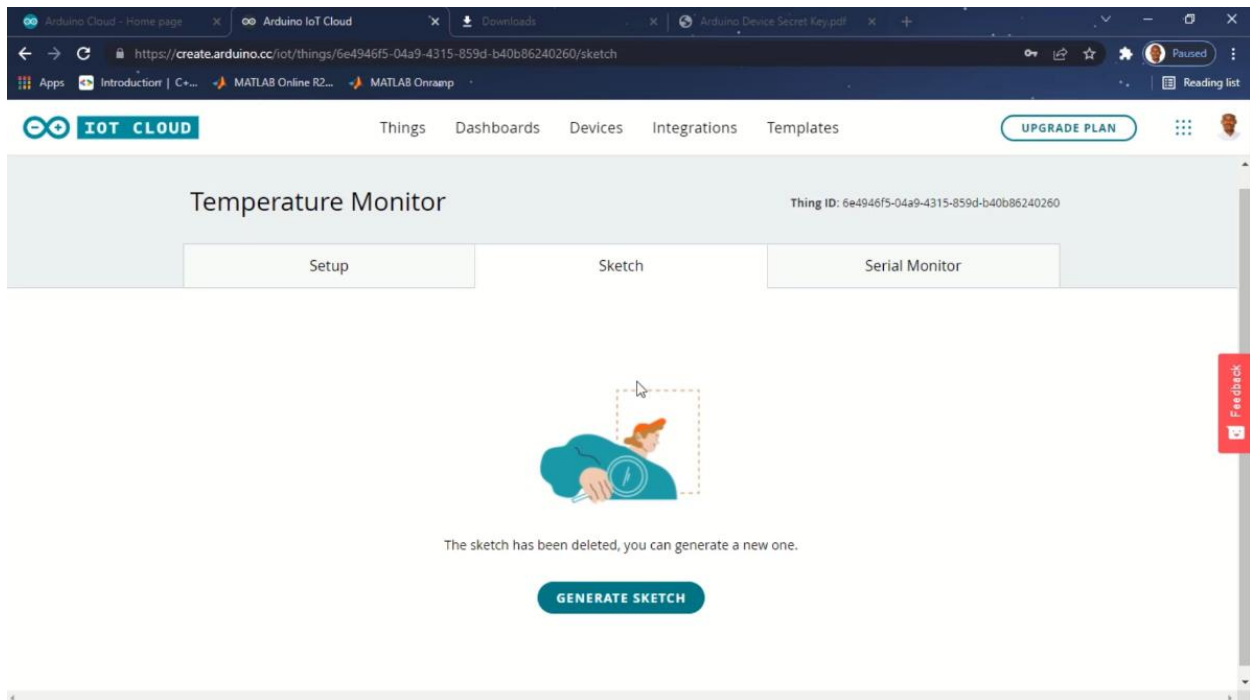 Arduino Cloud - Home page
Arduino IoT Cloud
Downloads
Arduino Device Secret Key.pdf
https://create.arduino.cc/iot/things/6e4946f5-04a9-4315-859d-b40b86240260/sketch
Paused
Apps
Introduction | C+...
MATLAB Online R2...
MATLAB Onramp
Reading list
IOT CLOUD
Things
Dashboards
Devices
Integrations
Templates
UPGRADE PLAN
Temperature Monitor
Thing ID: 6e4946f5-04a9-4315-859d-b40b86240260
Setup
Sketch
Serial Monitor
Feedback
The sketch has been deleted, you can generate a new one.
GENERATE SKETCH